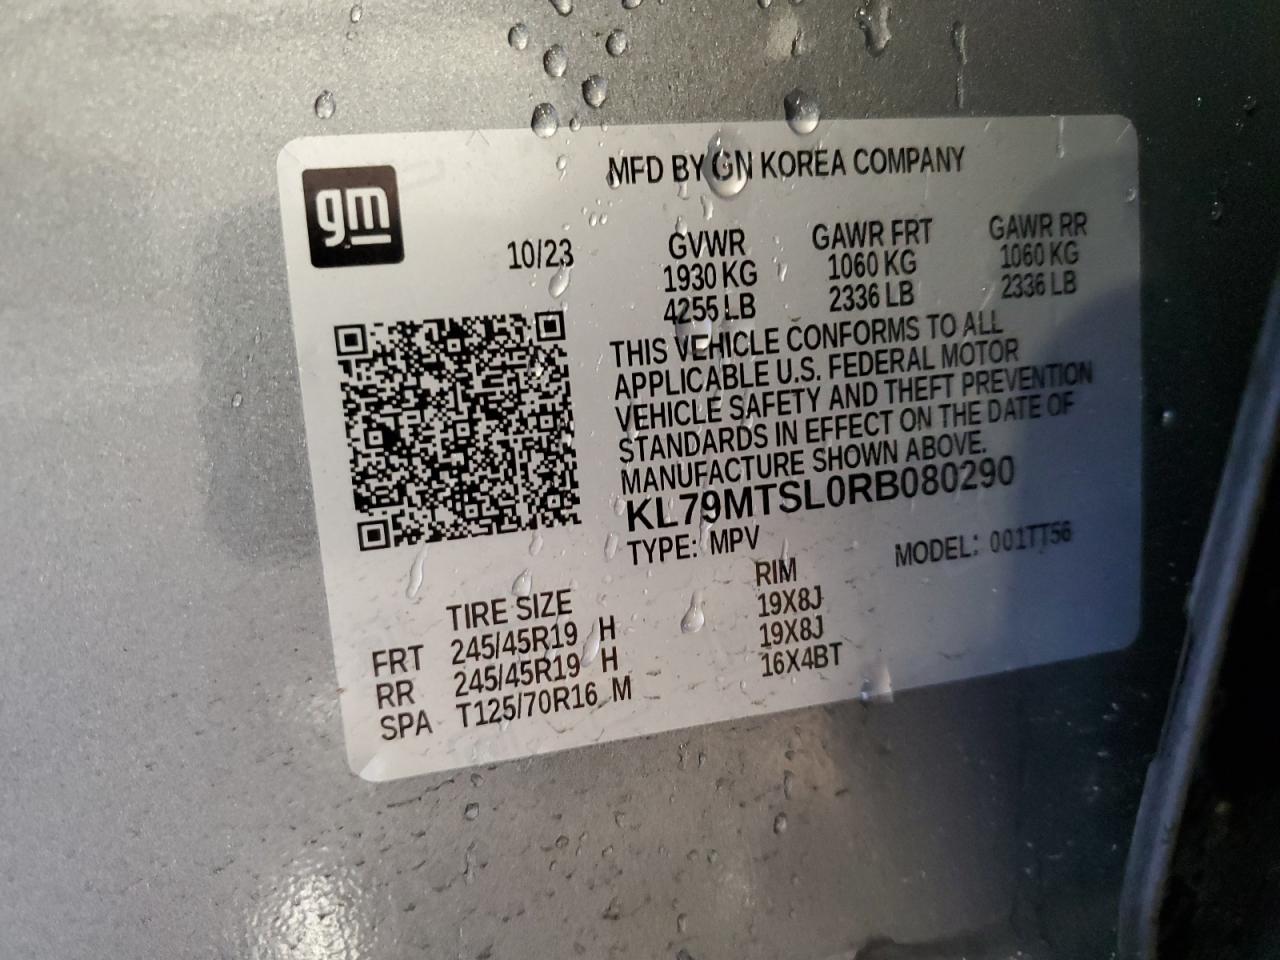 gm
MFD BY GN KOREA COMPANY
10/23
GVWR GAWR FRT GAWR RR
1930 KG 1060 KG 1060 KG
4255 LB 2336 LB 2336 LB
THIS VEHICLE CONFORMS TO ALL
APPLICABLE U.S. FEDERAL MOTOR
VEHICLE SAFETY AND THEFT PREVENTION
STANDARDS IN EFFECT ON THE DATE OF
MANUFACTURE SHOWN ABOVE.
KL79MTSL0RB080290
TYPE: MPV MODEL: 001TT56
TIRE SIZE RIM
FRT 245/45R19 H 19X8J
RR 245/45R19 H 19X8J
SPA T125/70R16 M 16X4BT